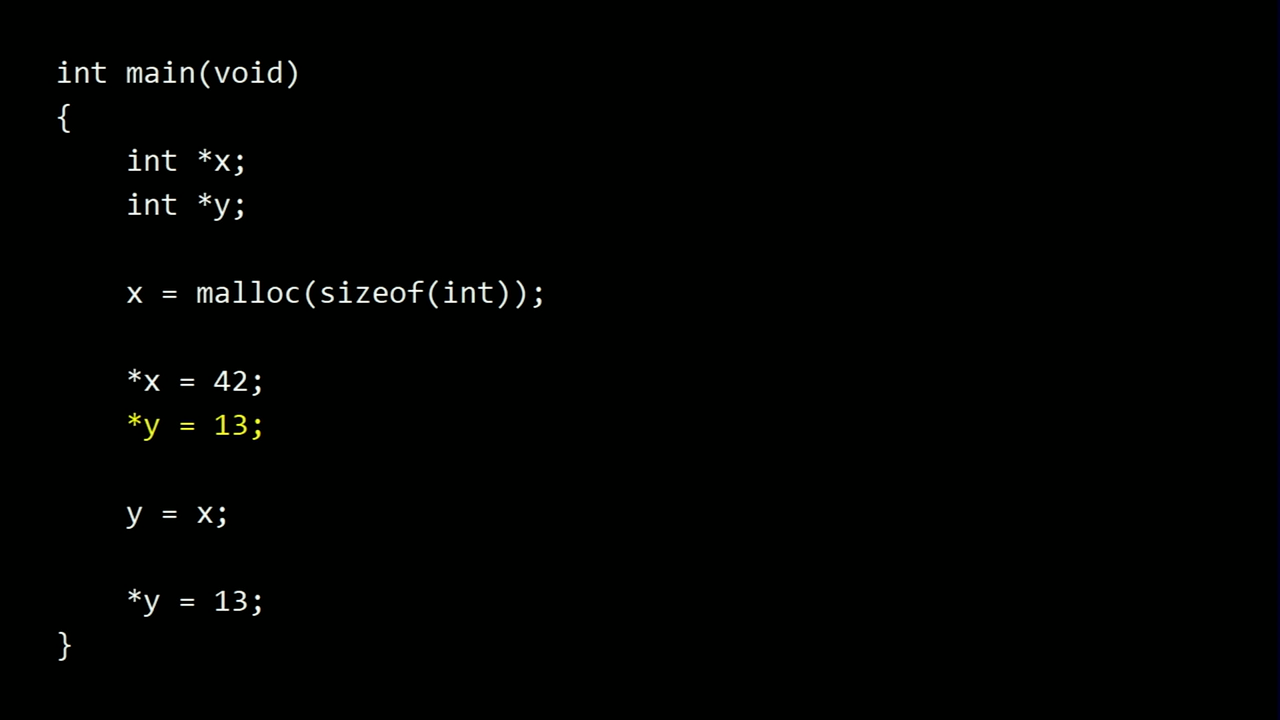 int main(void)
{
    int *x;
    int *y;

    x = malloc(sizeof(int));

    *x = 42;
    *y = 13;

    y = x;

    *y = 13;
}